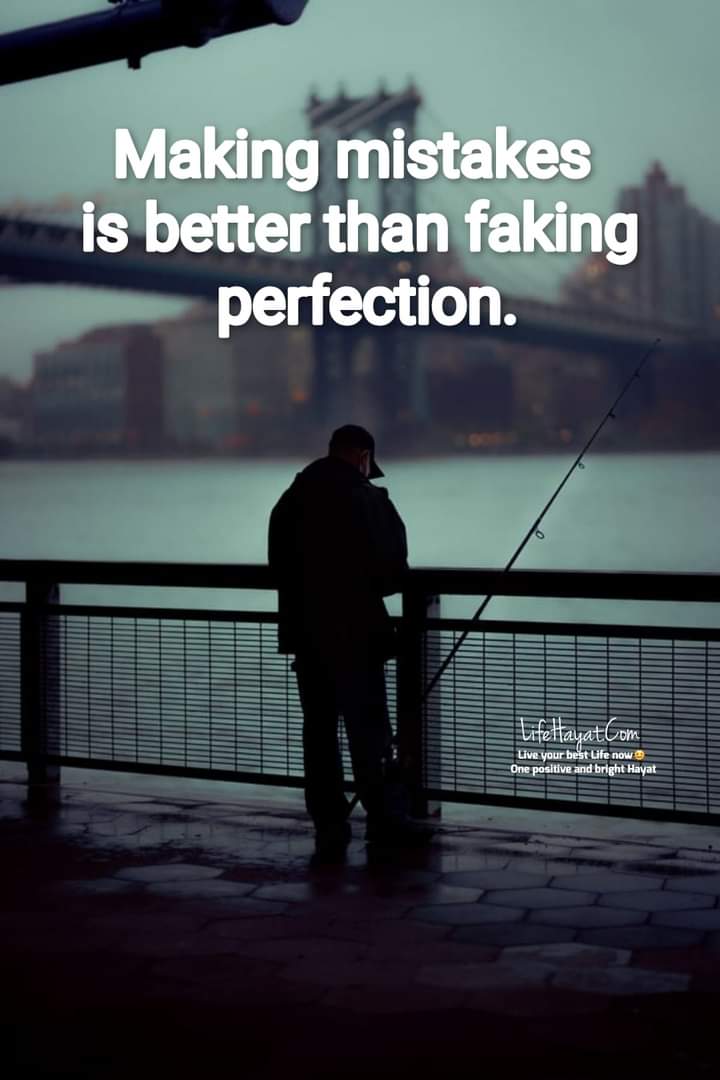 Making mistakes
is better than faking
perfection.
LifeHayat.Com
Live your best Life now🥹
One positive and bright Hayat